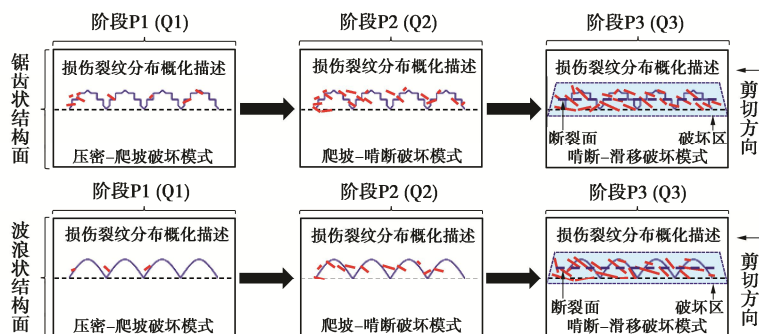 阶段P1 (Q1)
阶段P2 (Q2)
阶段P3 (Q3)
锯齿状结构面
损伤裂纹分布概化描述
损伤裂纹分布概化描述
损伤裂纹分布概化描述
剪切方向
断裂面
破坏区
压密–爬坡破坏模式
爬坡–啃断破坏模式
啃断–滑移破坏模式
阶段P1 (Q1)
阶段P2 (Q2)
阶段P3 (Q3)
波浪状结构面
损伤裂纹分布概化描述
损伤裂纹分布概化描述
损伤裂纹分布概化描述
剪切方向
断裂面
破坏区
压密–爬坡破坏模式
爬坡–啃断破坏模式
啃断–滑移破坏模式